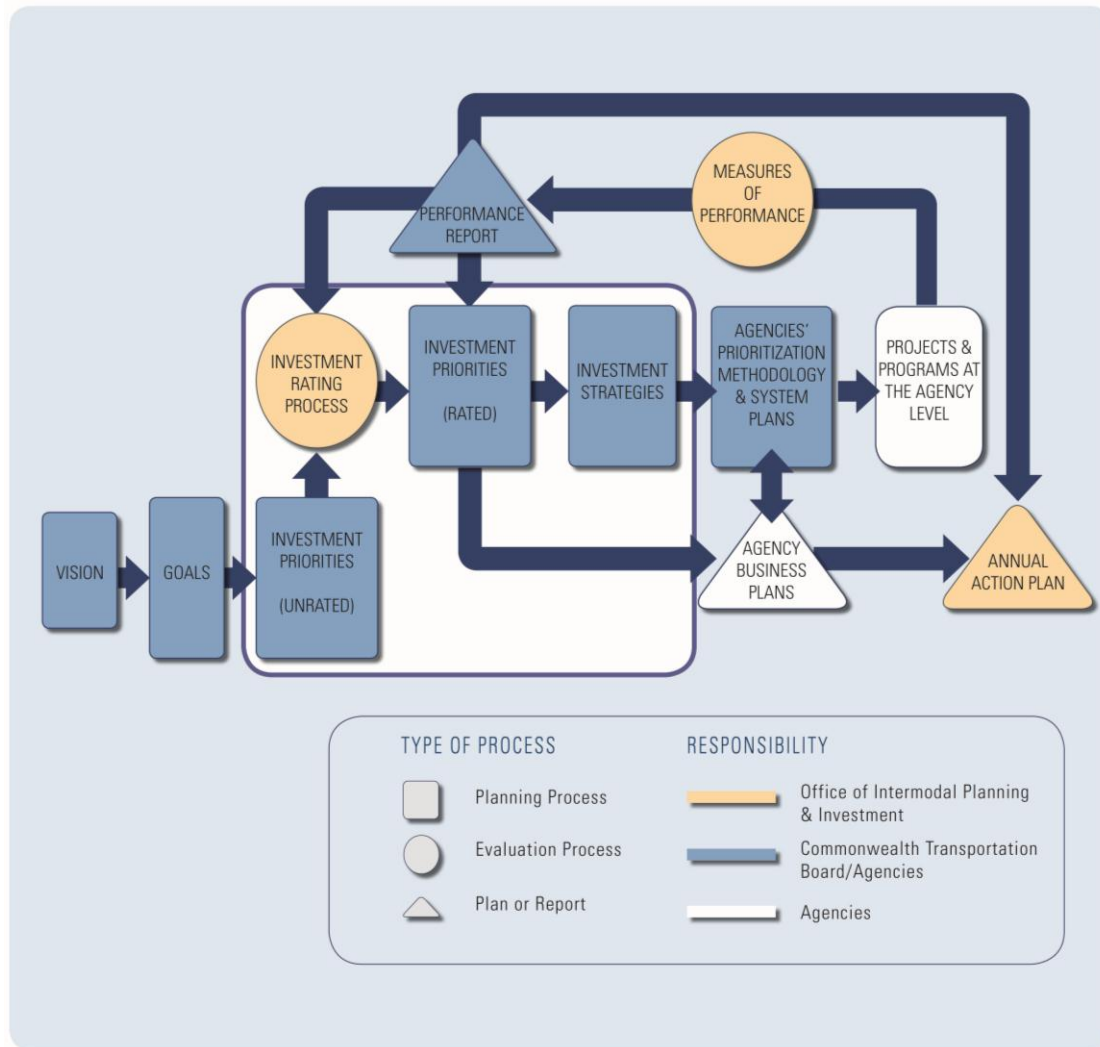 MEASURES
OF
PERFORMANCE
PERFORMANCE
REPORT
INVESTMENT
RATING
PROCESS
INVESTMENT
PRIORITIES
(RATED)
INVESTMENT
STRATEGIES
AGENCIES'
PRIORITIZATION
METHODOLOGY
& SYSTEM
PLANS
PROJECTS &
PROGRAMS AT
THE AGENCY
LEVEL
VISION
GOALS
INVESTMENT
PRIORITIES
(UNRATED)
AGENCY
BUSINESS
PLANS
ANNUAL
ACTION PLAN
TYPE OF PROCESS
Planning Process
Evaluation Process
Plan or Report
RESPONSIBILITY
Office of Intermodal Planning
& Investment
Commonwealth Transportation
Board/Agencies
Agencies